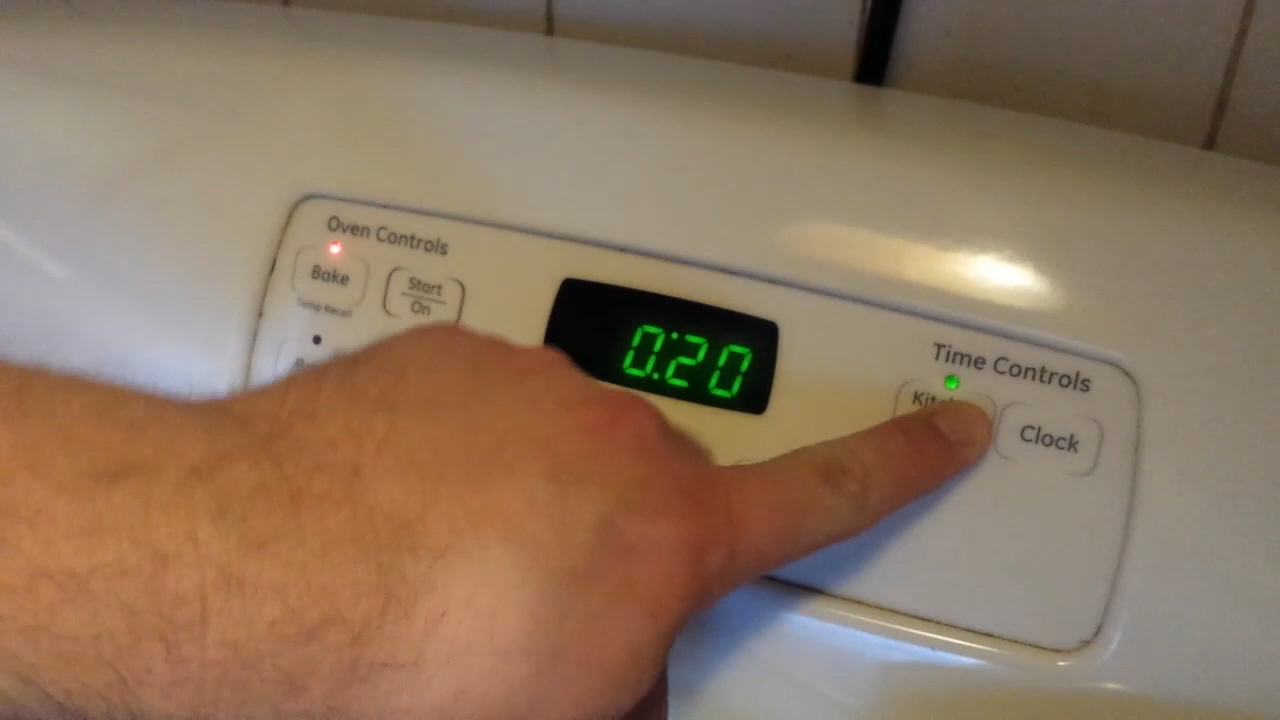 Oven Controls
Bake
Start
On
Temp Recall
0:20
Time Controls
Clock